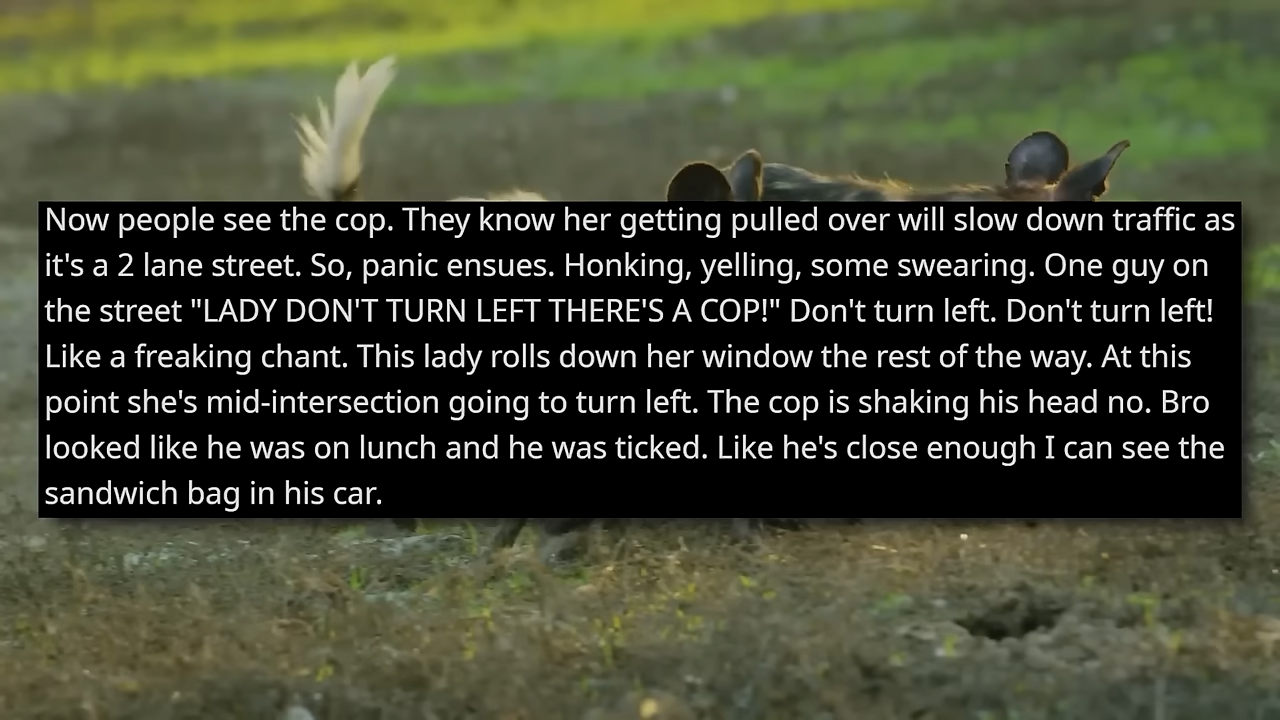 Now people see the cop. They know her getting pulled over will slow down traffic as
it's a 2 lane street. So, panic ensues. Honking, yelling, some swearing. One guy on
the street "LADY DON'T TURN LEFT THERE'S A COP!" Don't turn left. Don't turn left!
Like a freaking chant. This lady rolls down her window the rest of the way. At this
point she's mid-intersection going to turn left. The cop is shaking his head no. Bro
looked like he was on lunch and he was ticked. Like he's close enough I can see the
sandwich bag in his car.